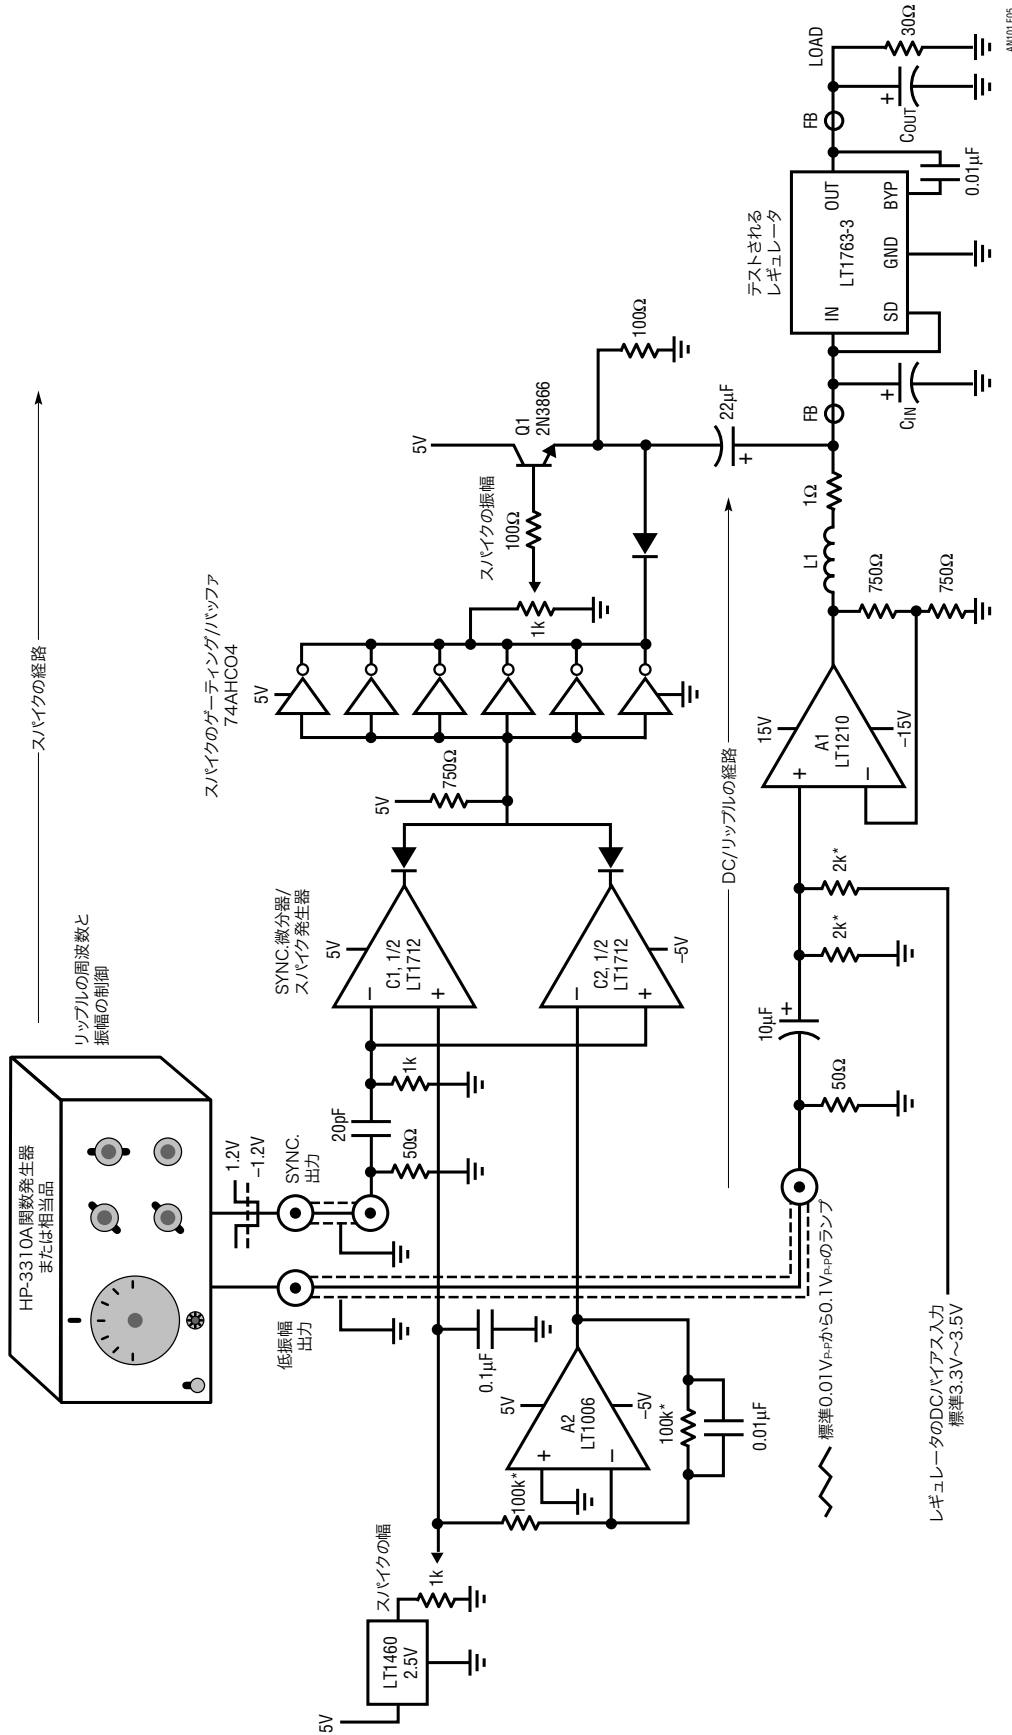 スパイクの経路
リップルの周波数と
振幅の制御
HP-3310A関数発生器
または相当品
1.2V
–1.2V
SYNC.
出力
低振幅
出力
SYNC.微分器/
スパイク発生器
スパイクのゲーティング/バッファ
74AHCO4
5V
5V
750Ω
スパイクの振幅
100Ω
1k
5V
Q1
2N3866
100Ω
22µF
20pF
50Ω
1k
5V
C1, 1/2
LT1712
–
+
C2, 1/2
LT1712
–
+
–5V
5V
LT1460
2.5V
スパイクの幅
1k
0.1µF
100k*
5V
A2
LT1006
+
–
–5V
100k*
0.01µF
DC/リップルの経路
標準0.01VP-Pから0.1VP-Pのランプ
レギュレータのDCバイアス入力
標準3.3V～3.5V
50Ω
10µF
+
2k*
2k*
15V
A1
LT1210
+
–
–15V
750Ω
750Ω
L1
1Ω
+
FB
CIN
+
テストされる
レギュレータ
IN
OUT
LT1763-3
SD
GND
BYP
0.01µF
FB
COUT
+
LOAD
30Ω
AN101 F05